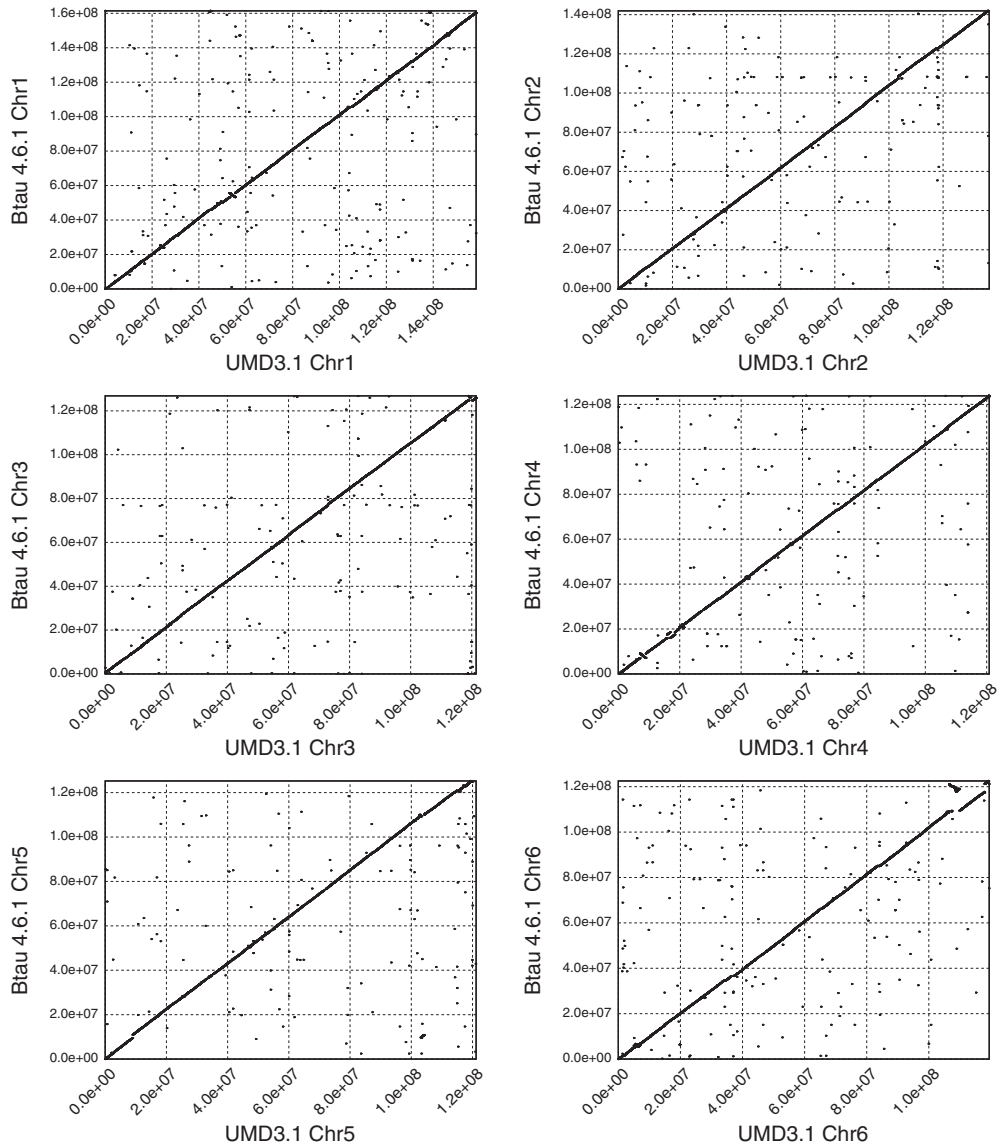 1.6e+08
1.4e+08
1.2e+08
1.0e+08
8.0e+07
6.0e+07
4.0e+07
2.0e+07
0.0e+00
Btau 4.6.1 Chr1
0.0e+00
2.0e+07
4.0e+07
6.0e+07
8.0e+07
1.0e+08
1.2e+08
1.4e+08
UMD3.1 Chr1
1.4e+08
1.2e+08
1.0e+08
8.0e+07
6.0e+07
4.0e+07
2.0e+07
0.0e+00
Btau 4.6.1 Chr2
0.0e+00
2.0e+07
4.0e+07
6.0e+07
8.0e+07
1.0e+08
1.2e+08
UMD3.1 Chr2
1.2e+08
1.0e+08
8.0e+07
6.0e+07
4.0e+07
2.0e+07
0.0e+00
Btau 4.6.1 Chr3
0.0e+00
2.0e+07
4.0e+07
6.0e+07
8.0e+07
1.0e+08
1.2e+08
UMD3.1 Chr3
1.2e+08
1.0e+08
8.0e+07
6.0e+07
4.0e+07
2.0e+07
0.0e+00
Btau 4.6.1 Chr4
0.0e+00
2.0e+07
4.0e+07
6.0e+07
8.0e+07
1.0e+08
1.2e+08
UMD3.1 Chr4
1.2e+08
1.0e+08
8.0e+07
6.0e+07
4.0e+07
2.0e+07
0.0e+00
Btau 4.6.1 Chr5
0.0e+00
2.0e+07
4.0e+07
6.0e+07
8.0e+07
1.0e+08
1.2e+08
UMD3.1 Chr5
1.2e+08
1.0e+08
8.0e+07
6.0e+07
4.0e+07
2.0e+07
0.0e+00
Btau 4.6.1 Chr6
0.0e+00
2.0e+07
4.0e+07
6.0e+07
8.0e+07
1.0e+08
UMD3.1 Chr6